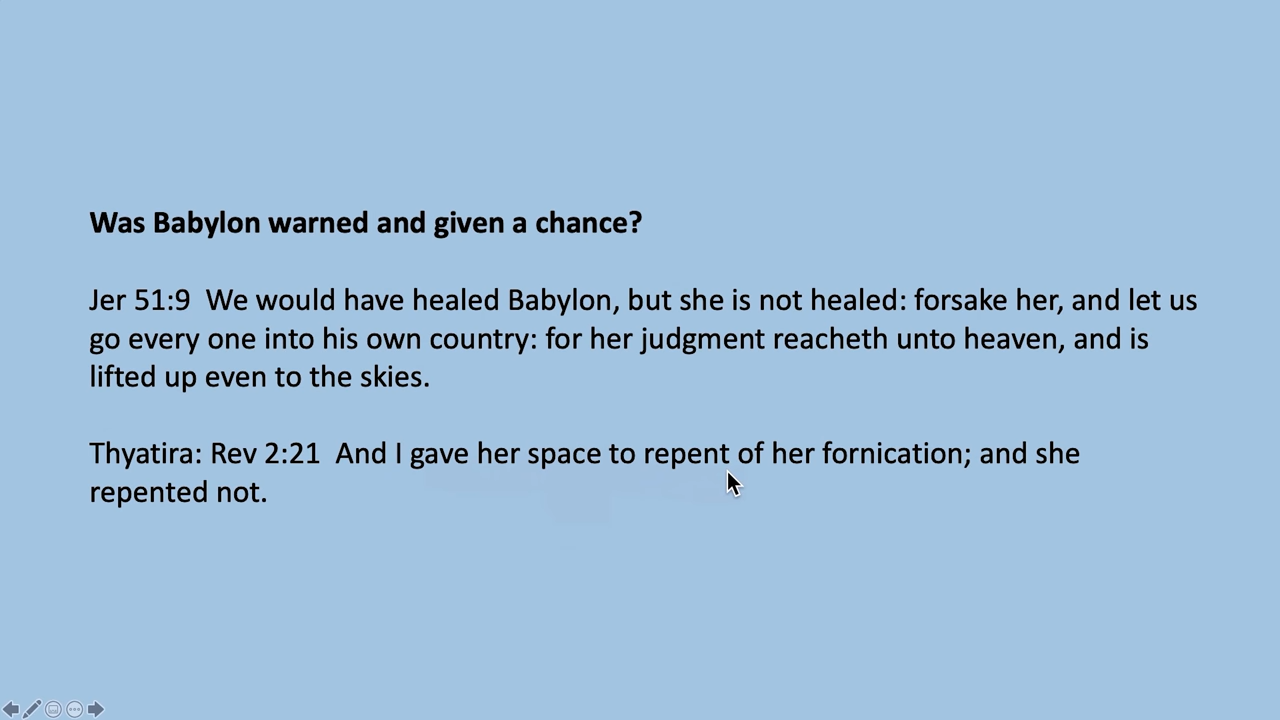 Was Babylon warned and given a chance?
Jer 51:9  We would have healed Babylon, but she is not healed: forsake her, and let us
go every one into his own country: for her judgment reacheth unto heaven, and is
lifted up even to the skies.
Thyatira: Rev 2:21  And I gave her space to repent of her fornication; and she
repented not.